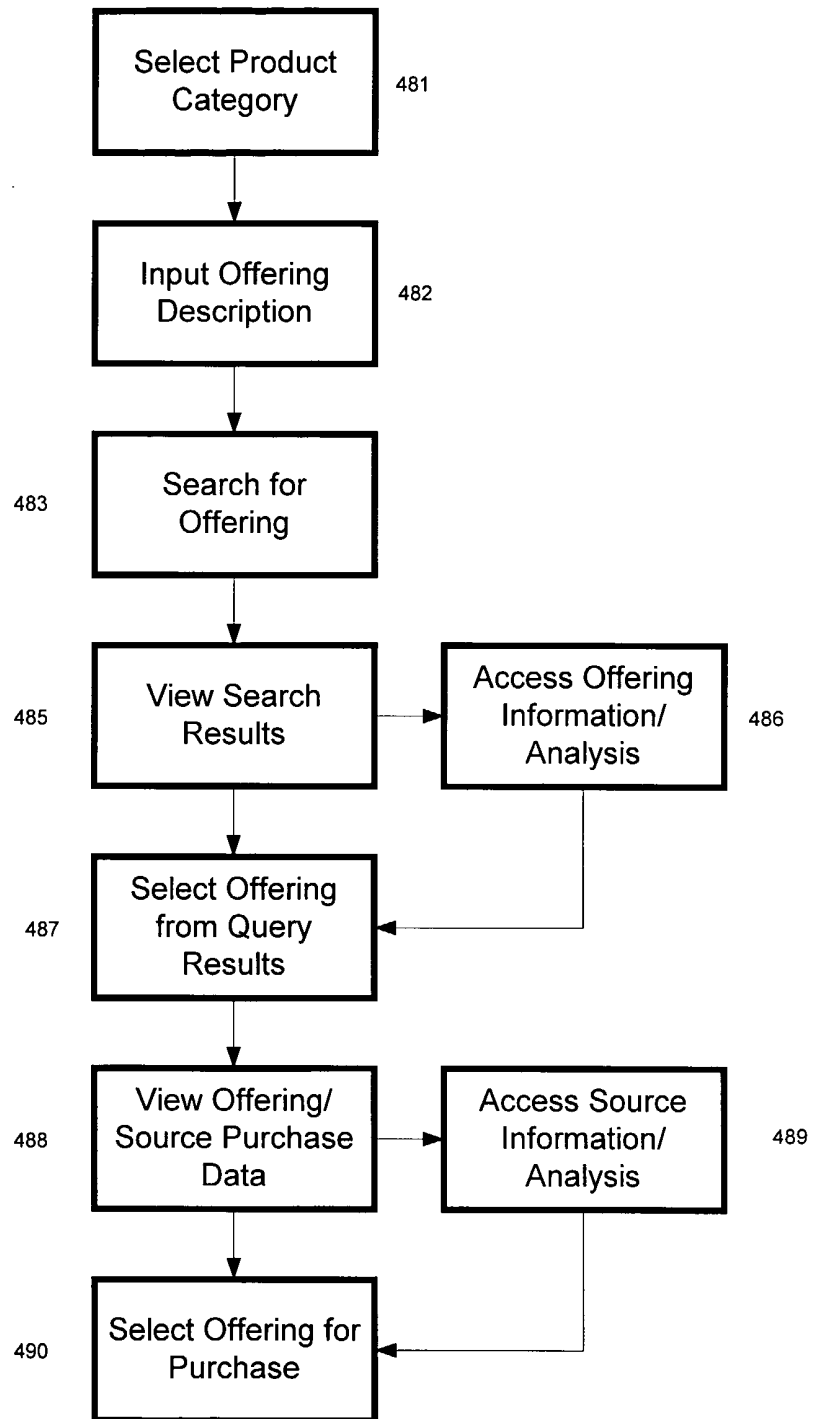 Select Product
Category
481
Input Offering
Description
482
483
Search for
Offering
485
View Search
Results
Access Offering
Information/
Analysis
486
487
Select Offering
from Query
Results
488
View Offering/
Source Purchase
Data
Access Source
Information/
Analysis
489
490
Select Offering for
Purchase